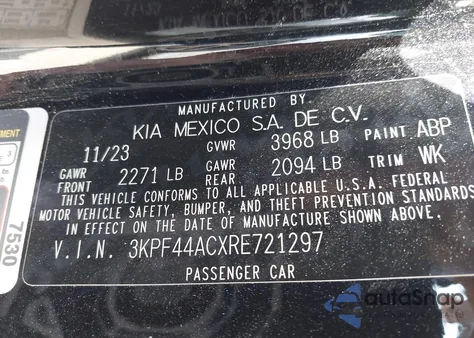 MANUFACTURED BY
KIA MEXICO S.A. DE C.V.
11/23 GVWR 3968 LB PAINT ABP
GAWR FRONT 2271 LB GAWR REAR 2094 LB TRIM WK
THIS VEHICLE CONFORMS TO ALL APPLICABLE U.S.A. FEDERAL
MOTOR VEHICLE SAFETY, BUMPER, AND THEFT PREVENTION STANDARDS
IN EFFECT ON THE DATE OF MANUFACTURE SHOWN ABOVE.
V.I.N. 3KPF44ACXRE721297
PASSENGER CAR
7530
autoSnap